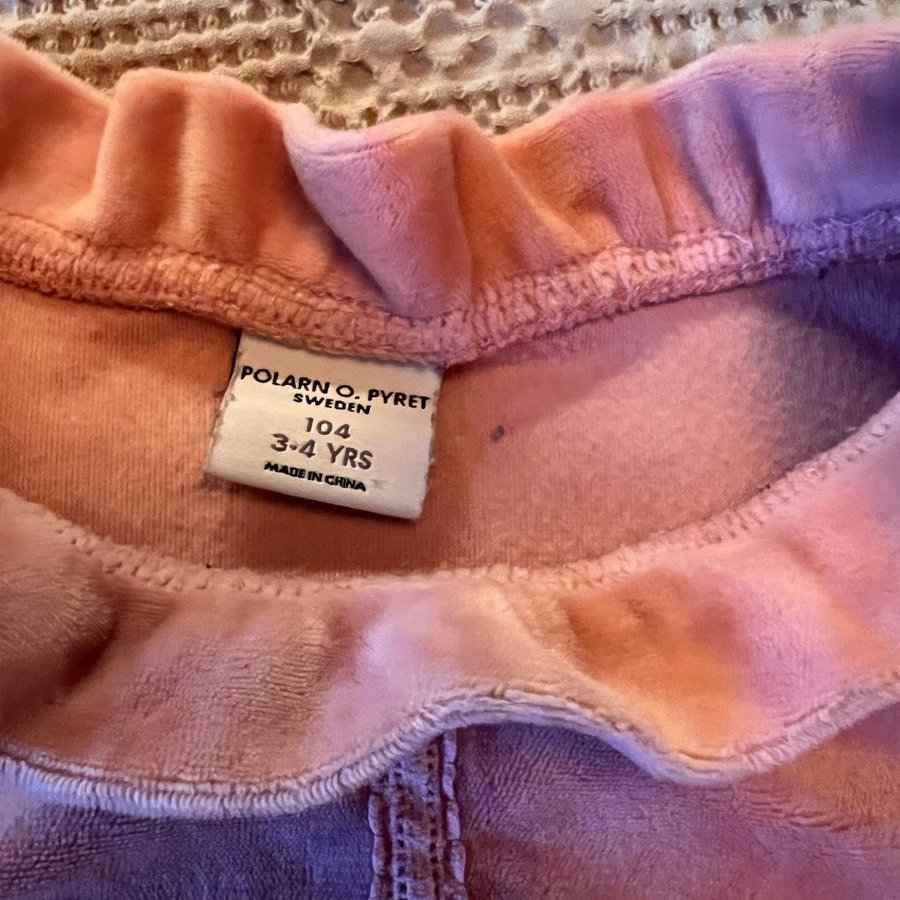 POLARN O. PYRET
SWEDEN
104
3-4 YRS
MADE IN CHINA